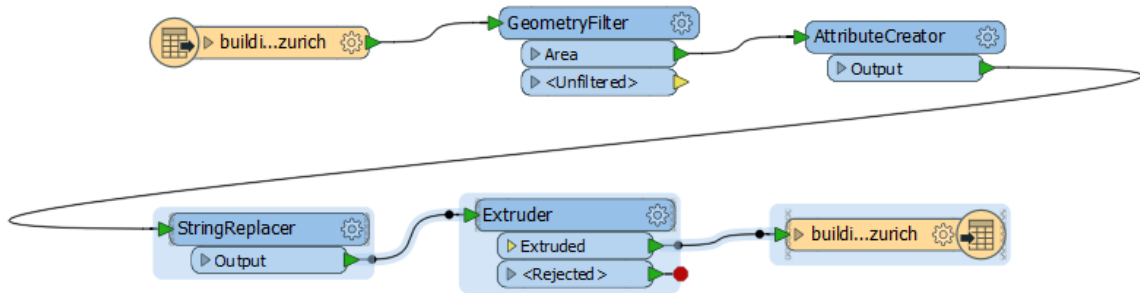 buildi...zurich
GeometryFilter
Area
<Unfiltered>
AttributeCreator
Output
StringReplacer
Output
Extruder
Extruded
<Rejected>
buildi...zurich